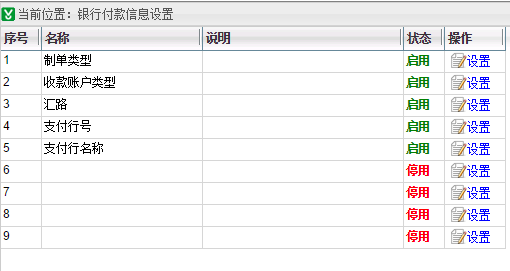 当前位置：银行付款信息设置
序号 名称 说明 状态 操作
1 制单类型 启用 设置
2 收款账户类型 启用 设置
3 汇路 启用 设置
4 支付行号 启用 设置
5 支付行名称 启用 设置
6 停用 设置
7 停用 设置
8 停用 设置
9 停用 设置